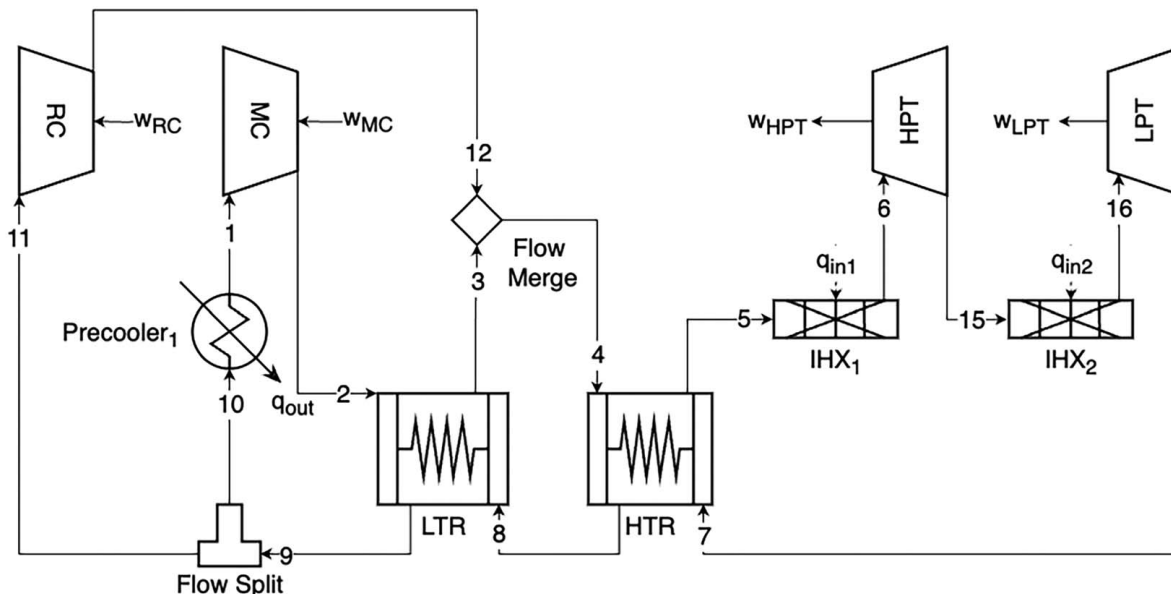 RC
w_RC
MC
w_MC
w_HPT
HPT
w_LPT
LPT
12
11
1
3
Flow
Merge
6
16
q_in1
q_in2
Precooler_1
5
15
IHX_1
IHX_2
4
10
q_out
2
LTR
8
HTR
7
9
Flow Split